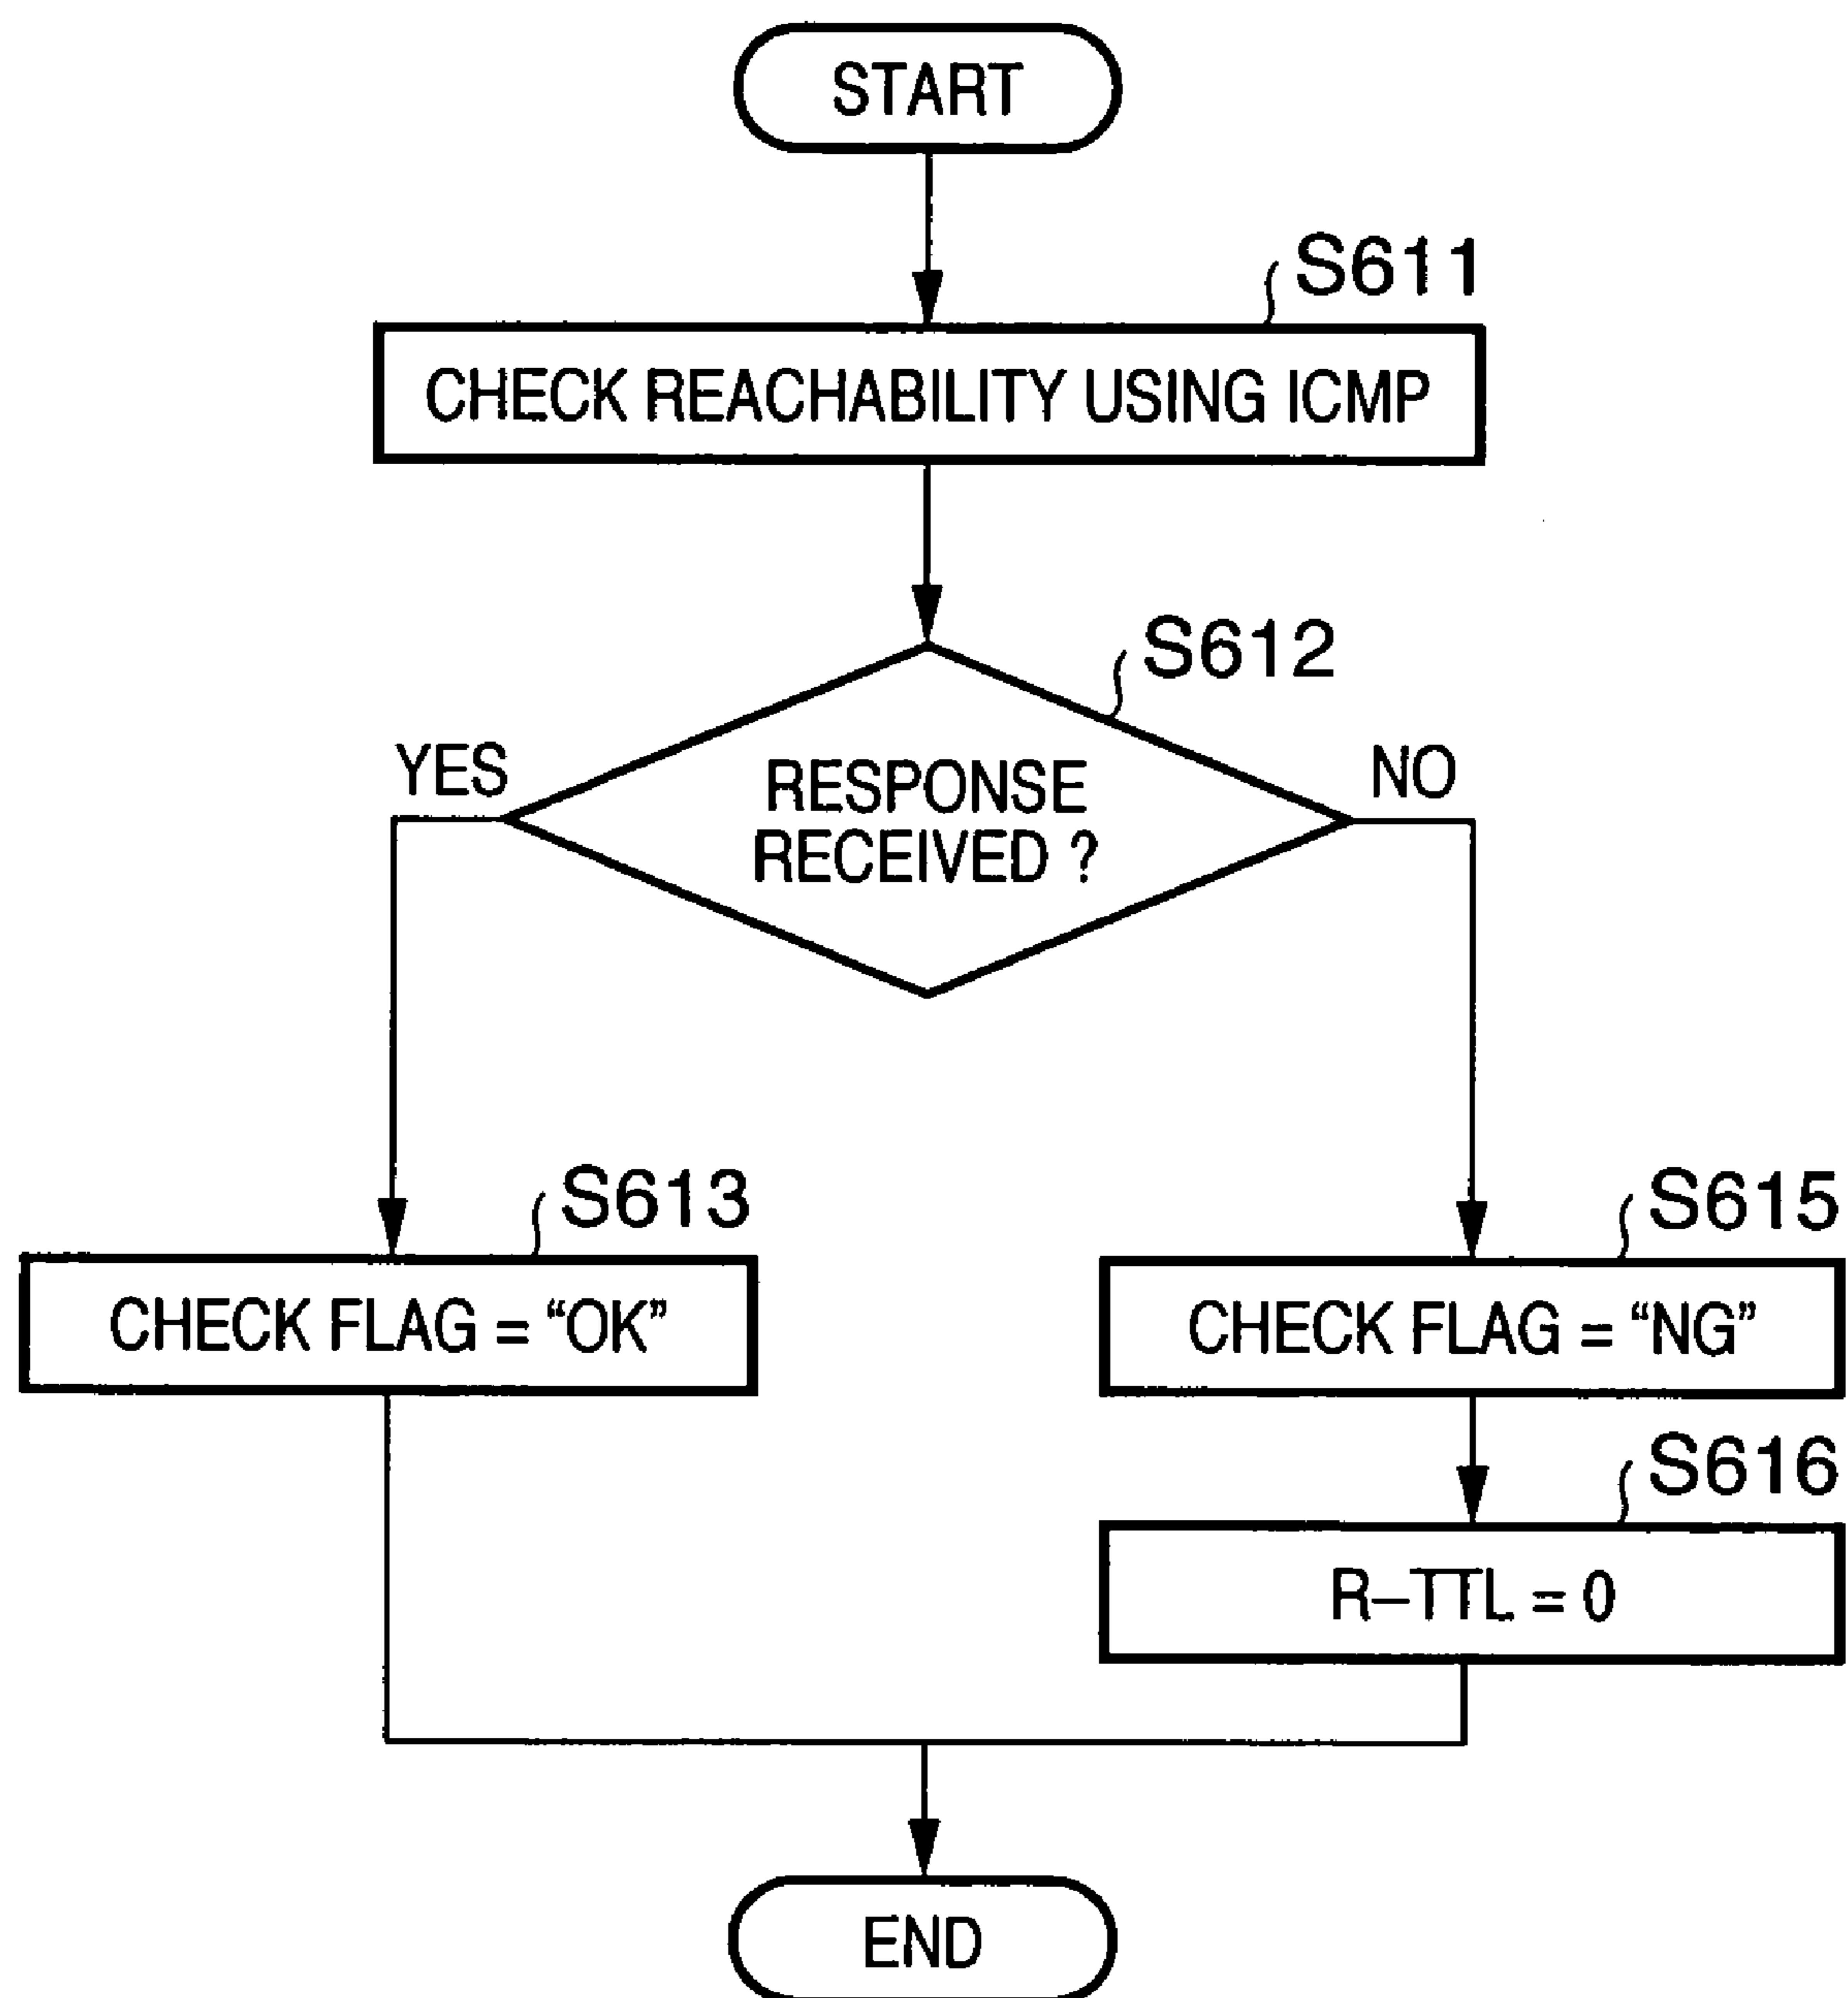 START
S611
CHECK REACHABILITY USING ICMP
S612
YES
NO
RESPONSE
RECEIVED ?
S613
S615
CHECK FLAG = “OK”
CHECK FLAG = “NG”
S616
R–TTL = 0
END